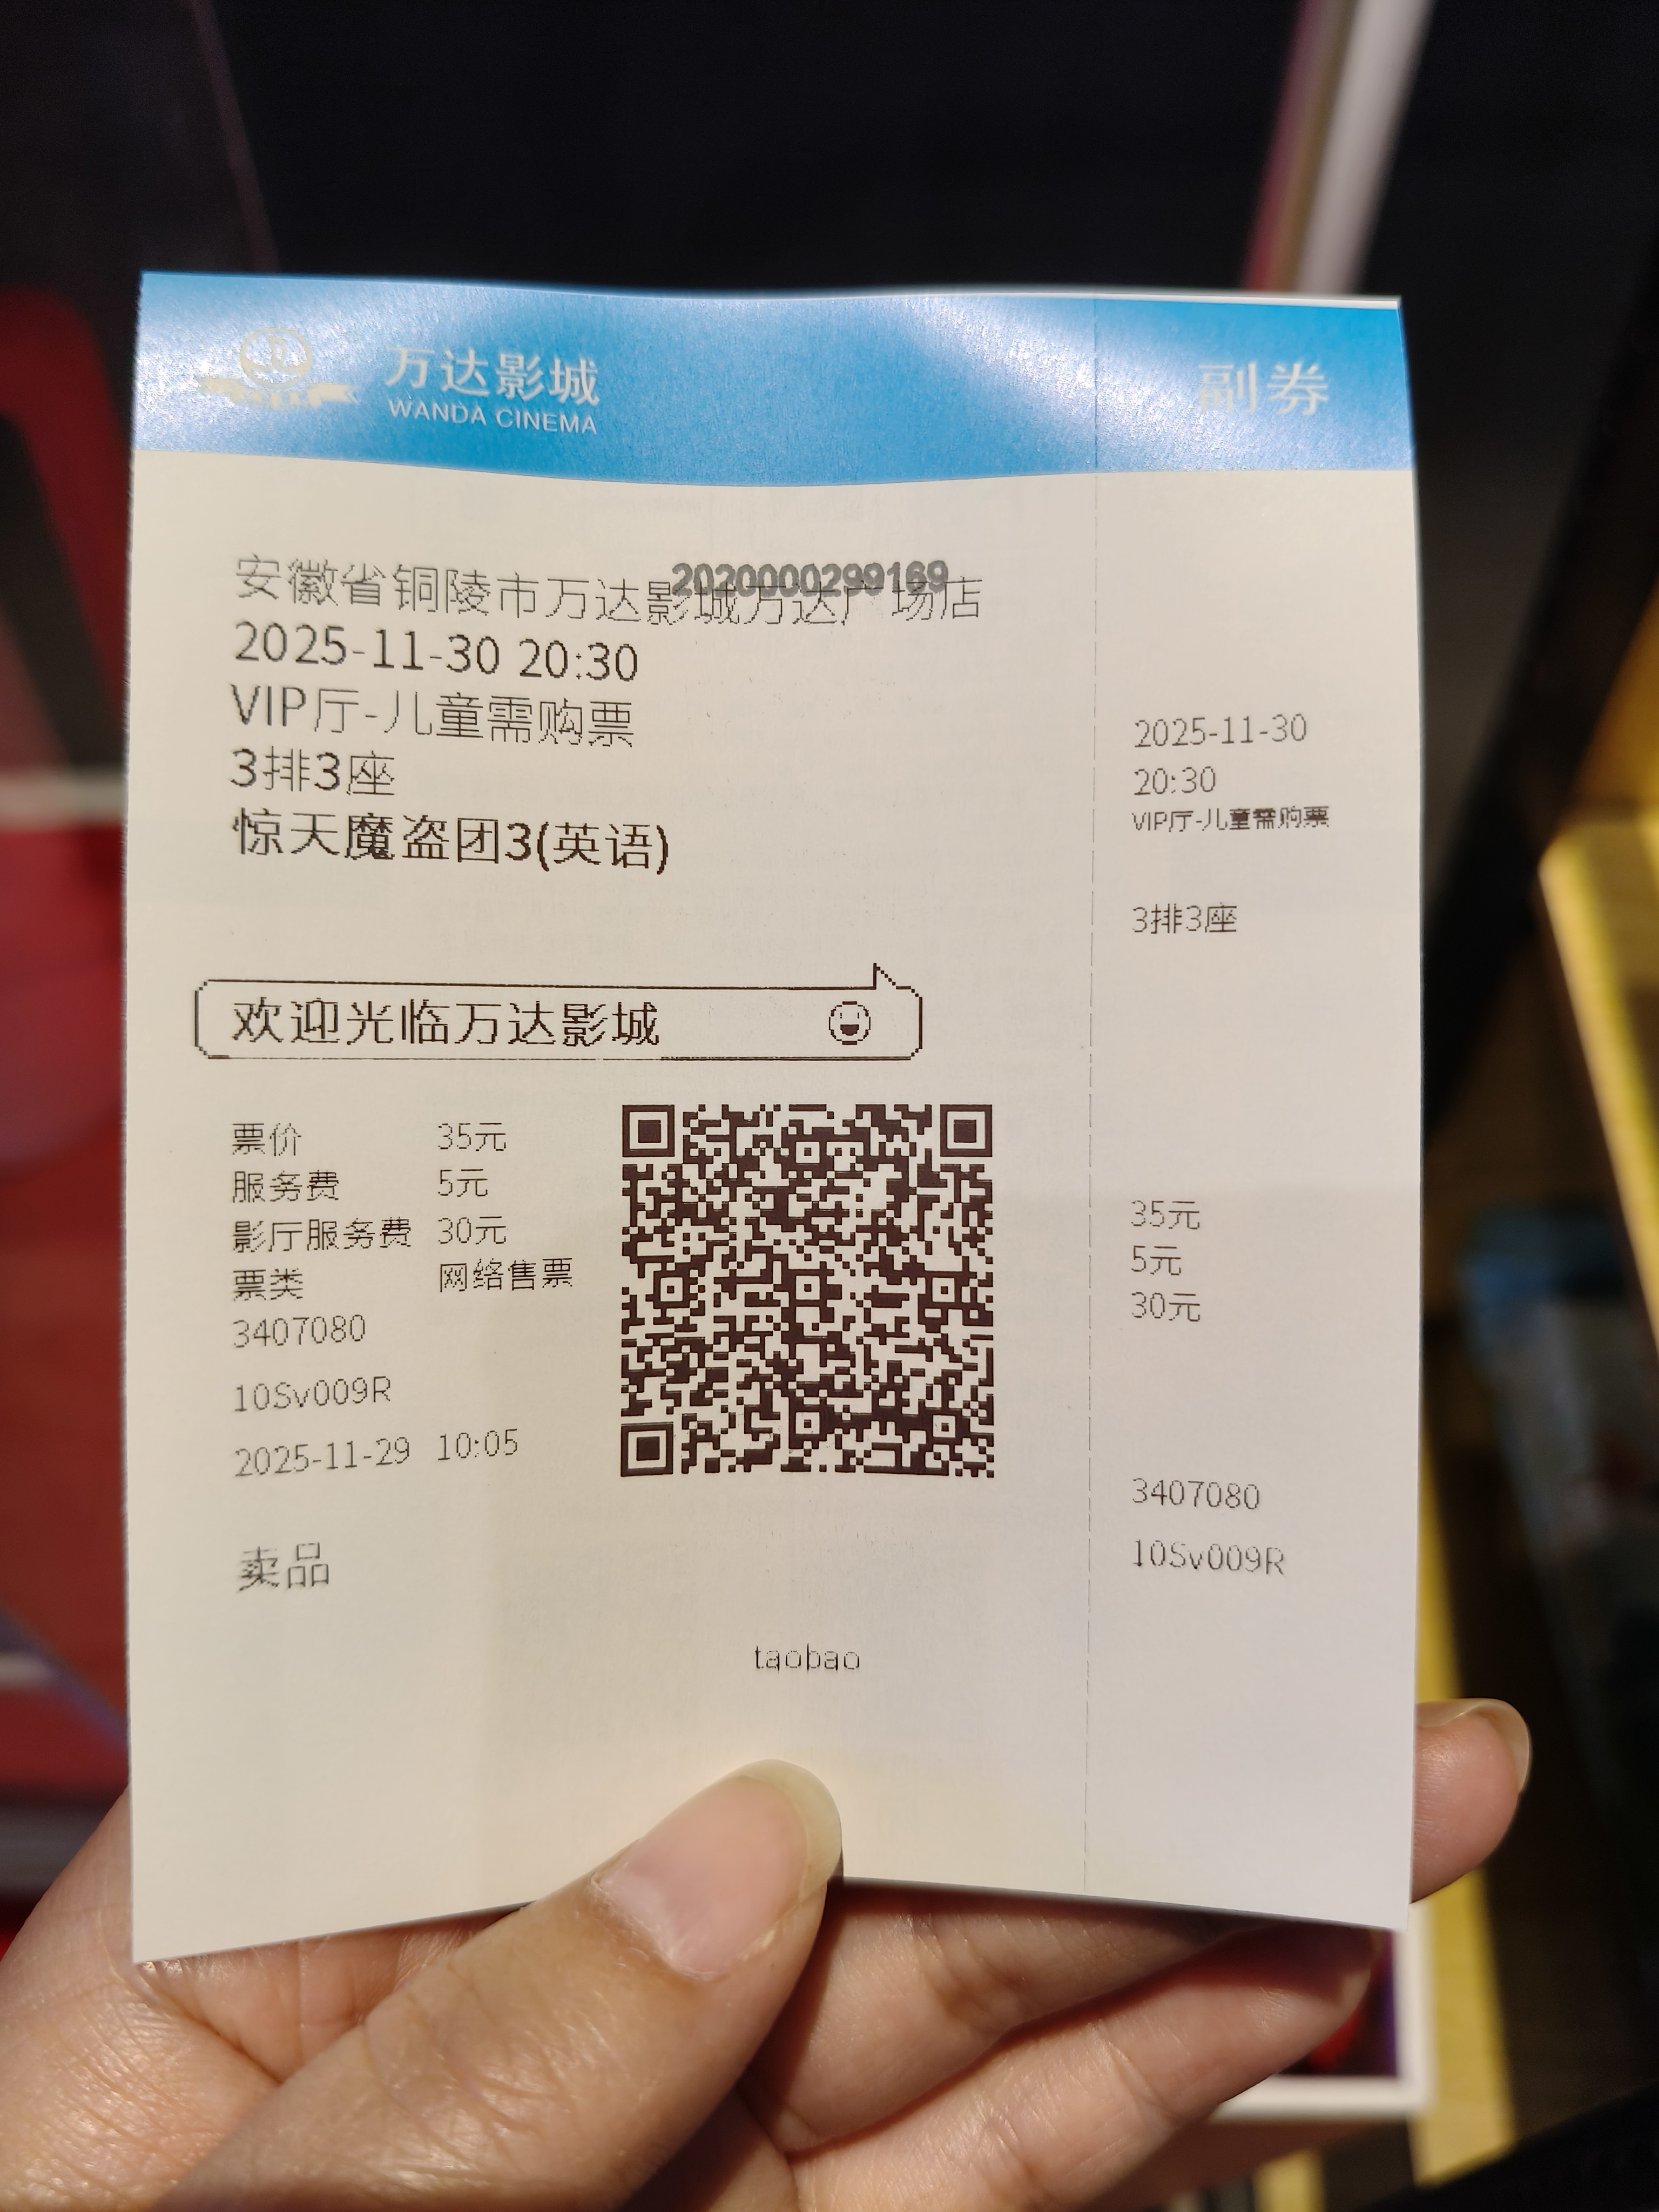 万达影城
WANDA CINEMA
副券
2020000299169
安徽省铜陵市万达影城万达广场店
2025-11-30 20:30
VIP厅-儿童需购票
3排3座
惊天魔盗团3(英语)
欢迎光临万达影城
票价 35元
服务费 5元
影厅服务费 30元
票类 网络售票
3407080
10Sv009R
2025-11-29 10:05
卖品
taobao
2025-11-30
20:30
VIP厅-儿童需购票
3排3座
35元
5元
30元
3407080
10Sv009R